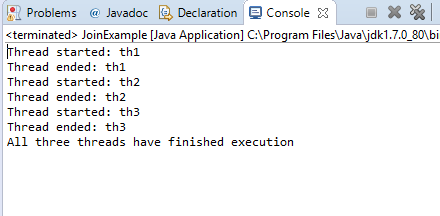 Problems @ Javadoc Declaration Console
<terminated> JoinExample [Java Application] C:\Program Files\Java\jdk1.7.0_80\bi
Thread started: th1
Thread ended: th1
Thread started: th2
Thread ended: th2
Thread started: th3
Thread ended: th3
All three threads have finished execution